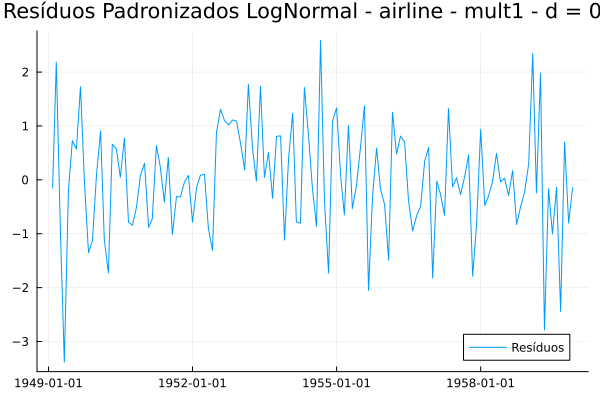 Resíduos Padronizados LogNormal - airline - mult1 - d = 0
2
1
0
−1
−2
−3
Resíduos
1949-01-01 1952-01-01 1955-01-01 1958-01-01